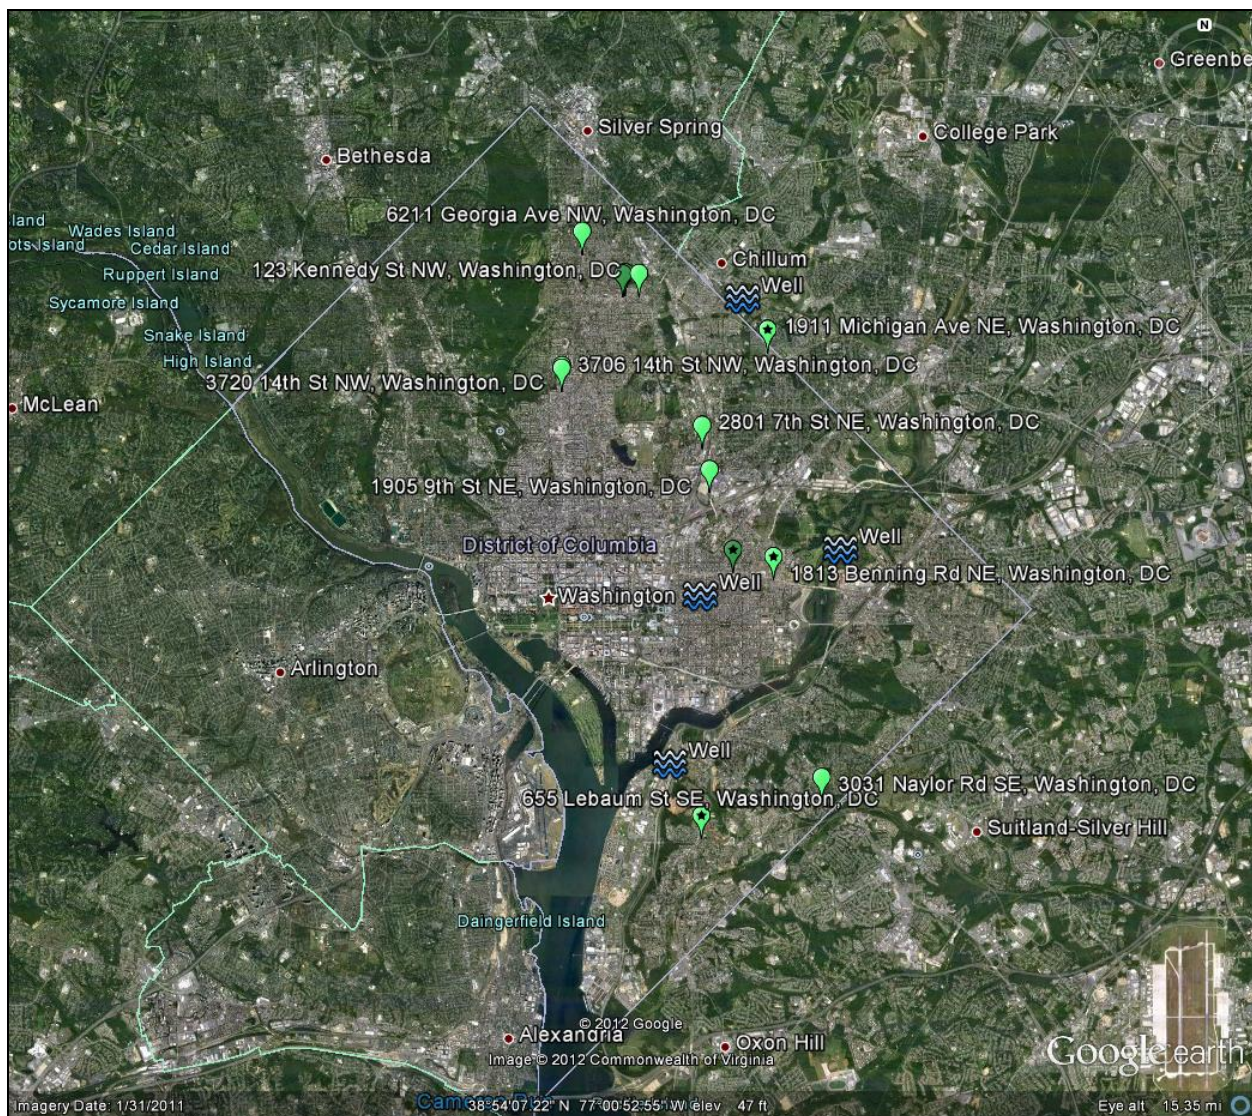 N
Greenbe
Silver Spring
College Park
Bethesda
6211 Georgia Ave NW, Washington, DC
land
Wades Island
ots Island
Cedar Island
Chillum
123 Kennedy St NW, Washington, DC
Ruppert Island
Well
Sycamore Island
1911 Michigan Ave NE, Washington, DC
Snake Island
High Island
3706 14th St NW, Washington, DC
3720 14th St NW, Washington, DC
McLean
2801 7th St NE, Washington, DC
1905 9th St NE, Washington, DC
Well
District of Columbia
1813 Benning Rd NE, Washington, DC
Well
Washington
Arlington
Well
3031 Naylor Rd SE, Washington, DC
655 Lebaum St SE, Washington, DC
Suitland-Silver Hill
Daingerfield Island
© 2012 Google
Alexandria
Oxon Hill
Image © 2012 Commonwealth of Virginia
Google earth
Imagery Date: 1/31/2011
38°54'07.22" N 77°00'52.55" W elev 47 ft
Eye alt 15.35 mi